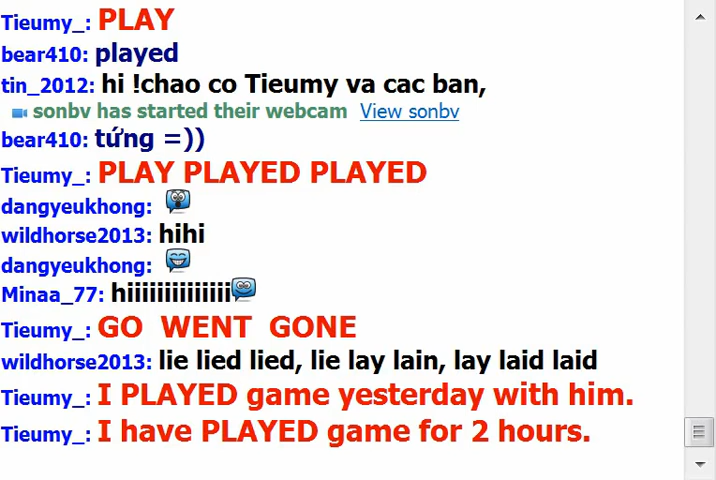 Tieumy_: PLAY
bear410: played
tin_2012: hi !chao co Tieumy va cac ban,
sonbv has started their webcam View sonbv
bear410: tứng =))
Tieumy_: PLAY PLAYED PLAYED
dangyeukhong:
wildhorse2013: hihi
dangyeukhong:
Minaa_77: hiiiiiiiiiiiiii
Tieumy_: GO WENT GONE
wildhorse2013: lie lied lied, lie lay lain, lay laid laid
Tieumy_: I PLAYED game yesterday with him.
Tieumy_: I have PLAYED game for 2 hours.